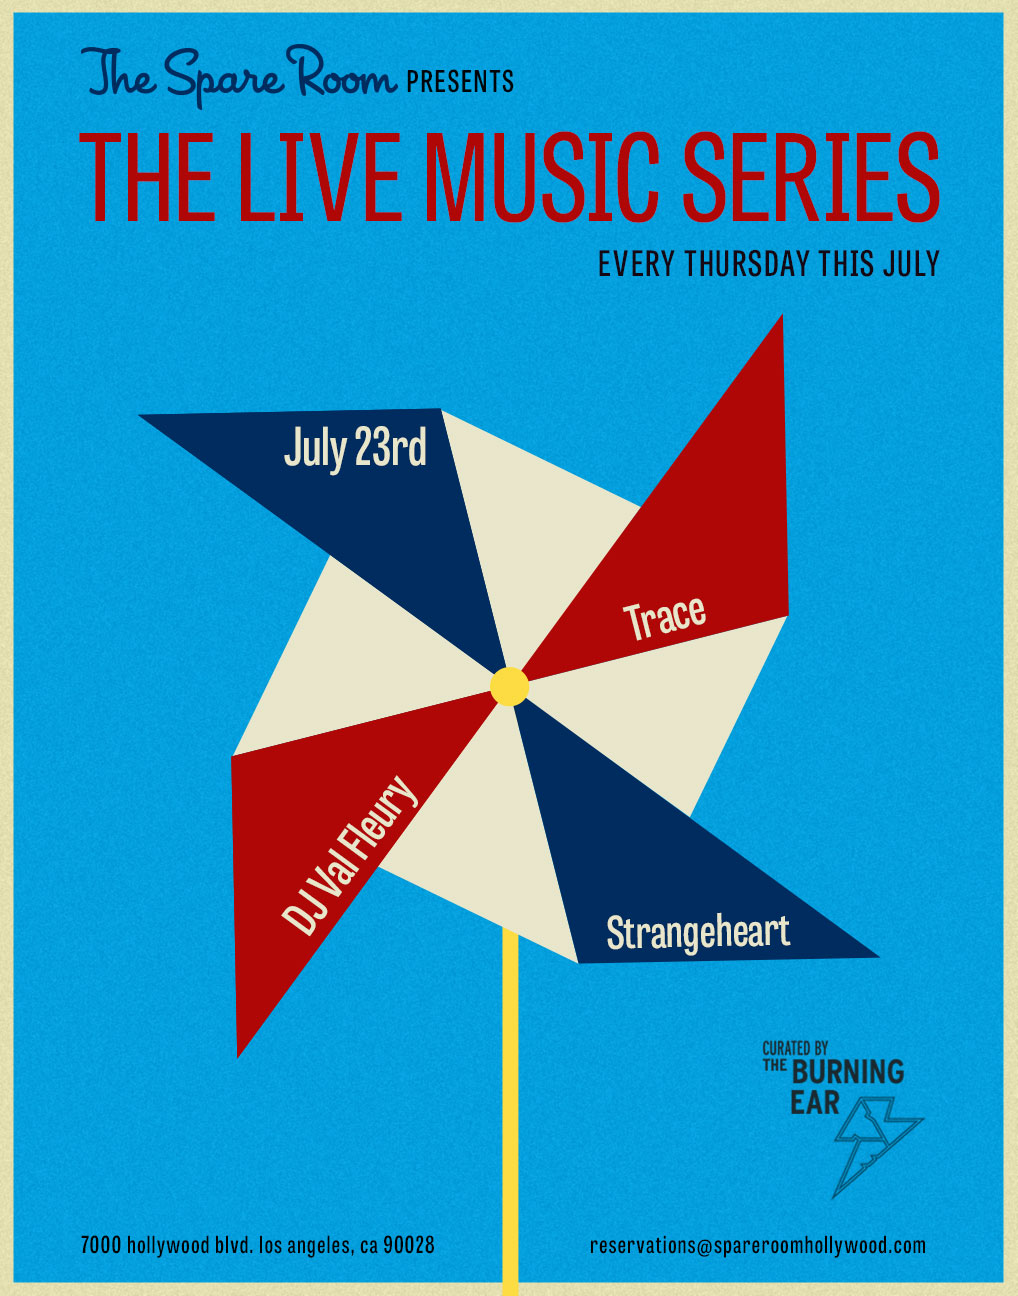 The Spare Room PRESENTS
THE LIVE MUSIC SERIES
EVERY THURSDAY THIS JULY
July 23rd
Trace
DJ Val Fleury
Strangeheart
CURATED BY
THE BURNING
EAR
7000 hollywood blvd. los angeles, ca 90028
reservations@spareroomhollywood.com